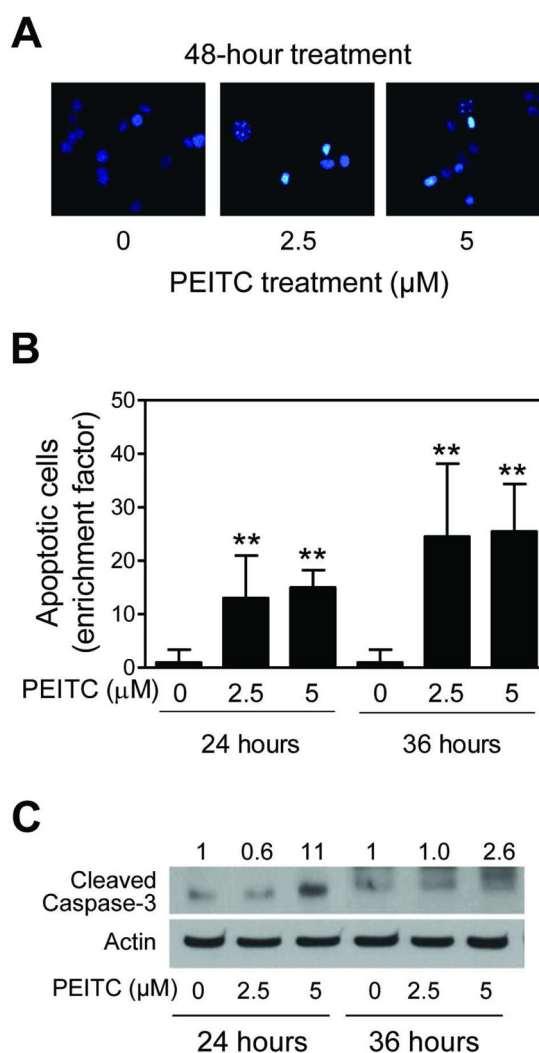 A
48-hour treatment
0 2.5 5
PEITC treatment (µM)
B
Apoptotic cells
(enrichment factor)
50
40
30
20
10
0
** ** ** **
PEITC (µM) 0 2.5 5 0 2.5 5
24 hours 36 hours
C
1 0.6 11 1 1.0 2.6
Cleaved
Caspase-3
Actin
PEITC (µM) 0 2.5 5 0 2.5 5
24 hours 36 hours